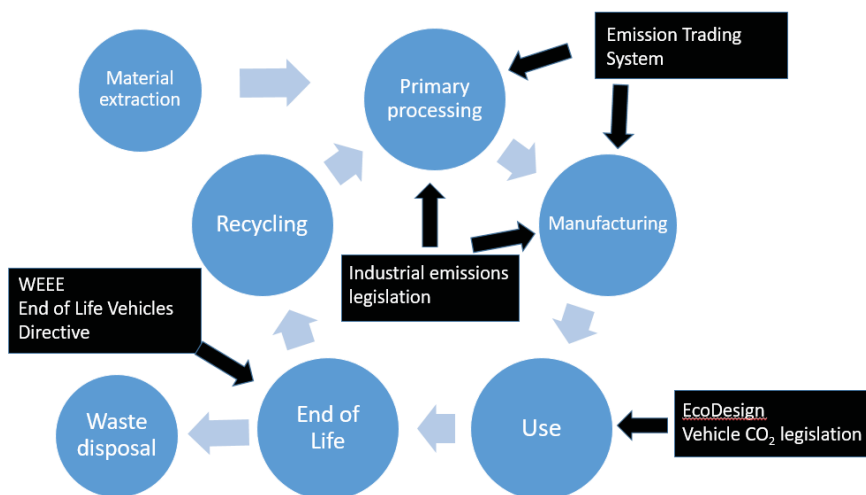 Emission Trading
System
Material
extraction
Primary
processing
Recycling
Manufacturing
Industrial emissions
legislation
WEEE
End of Life Vehicles
Directive
Waste
disposal
End of
Life
Use
EcoDesign
Vehicle CO₂ legislation